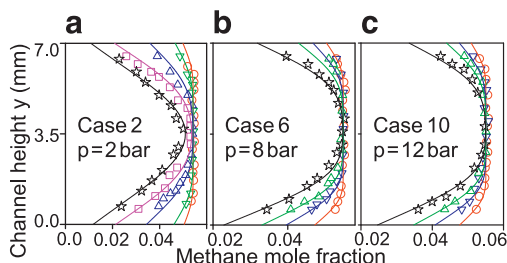 a b c
Channel height y (mm)
7.0
3.5
0.0
Case 2
p=2 bar
Case 6
p=8 bar
Case 10
p=12 bar
0.0 0.02 0.04 0.02 0.04 0.02 0.04 0.06
Methane mole fraction